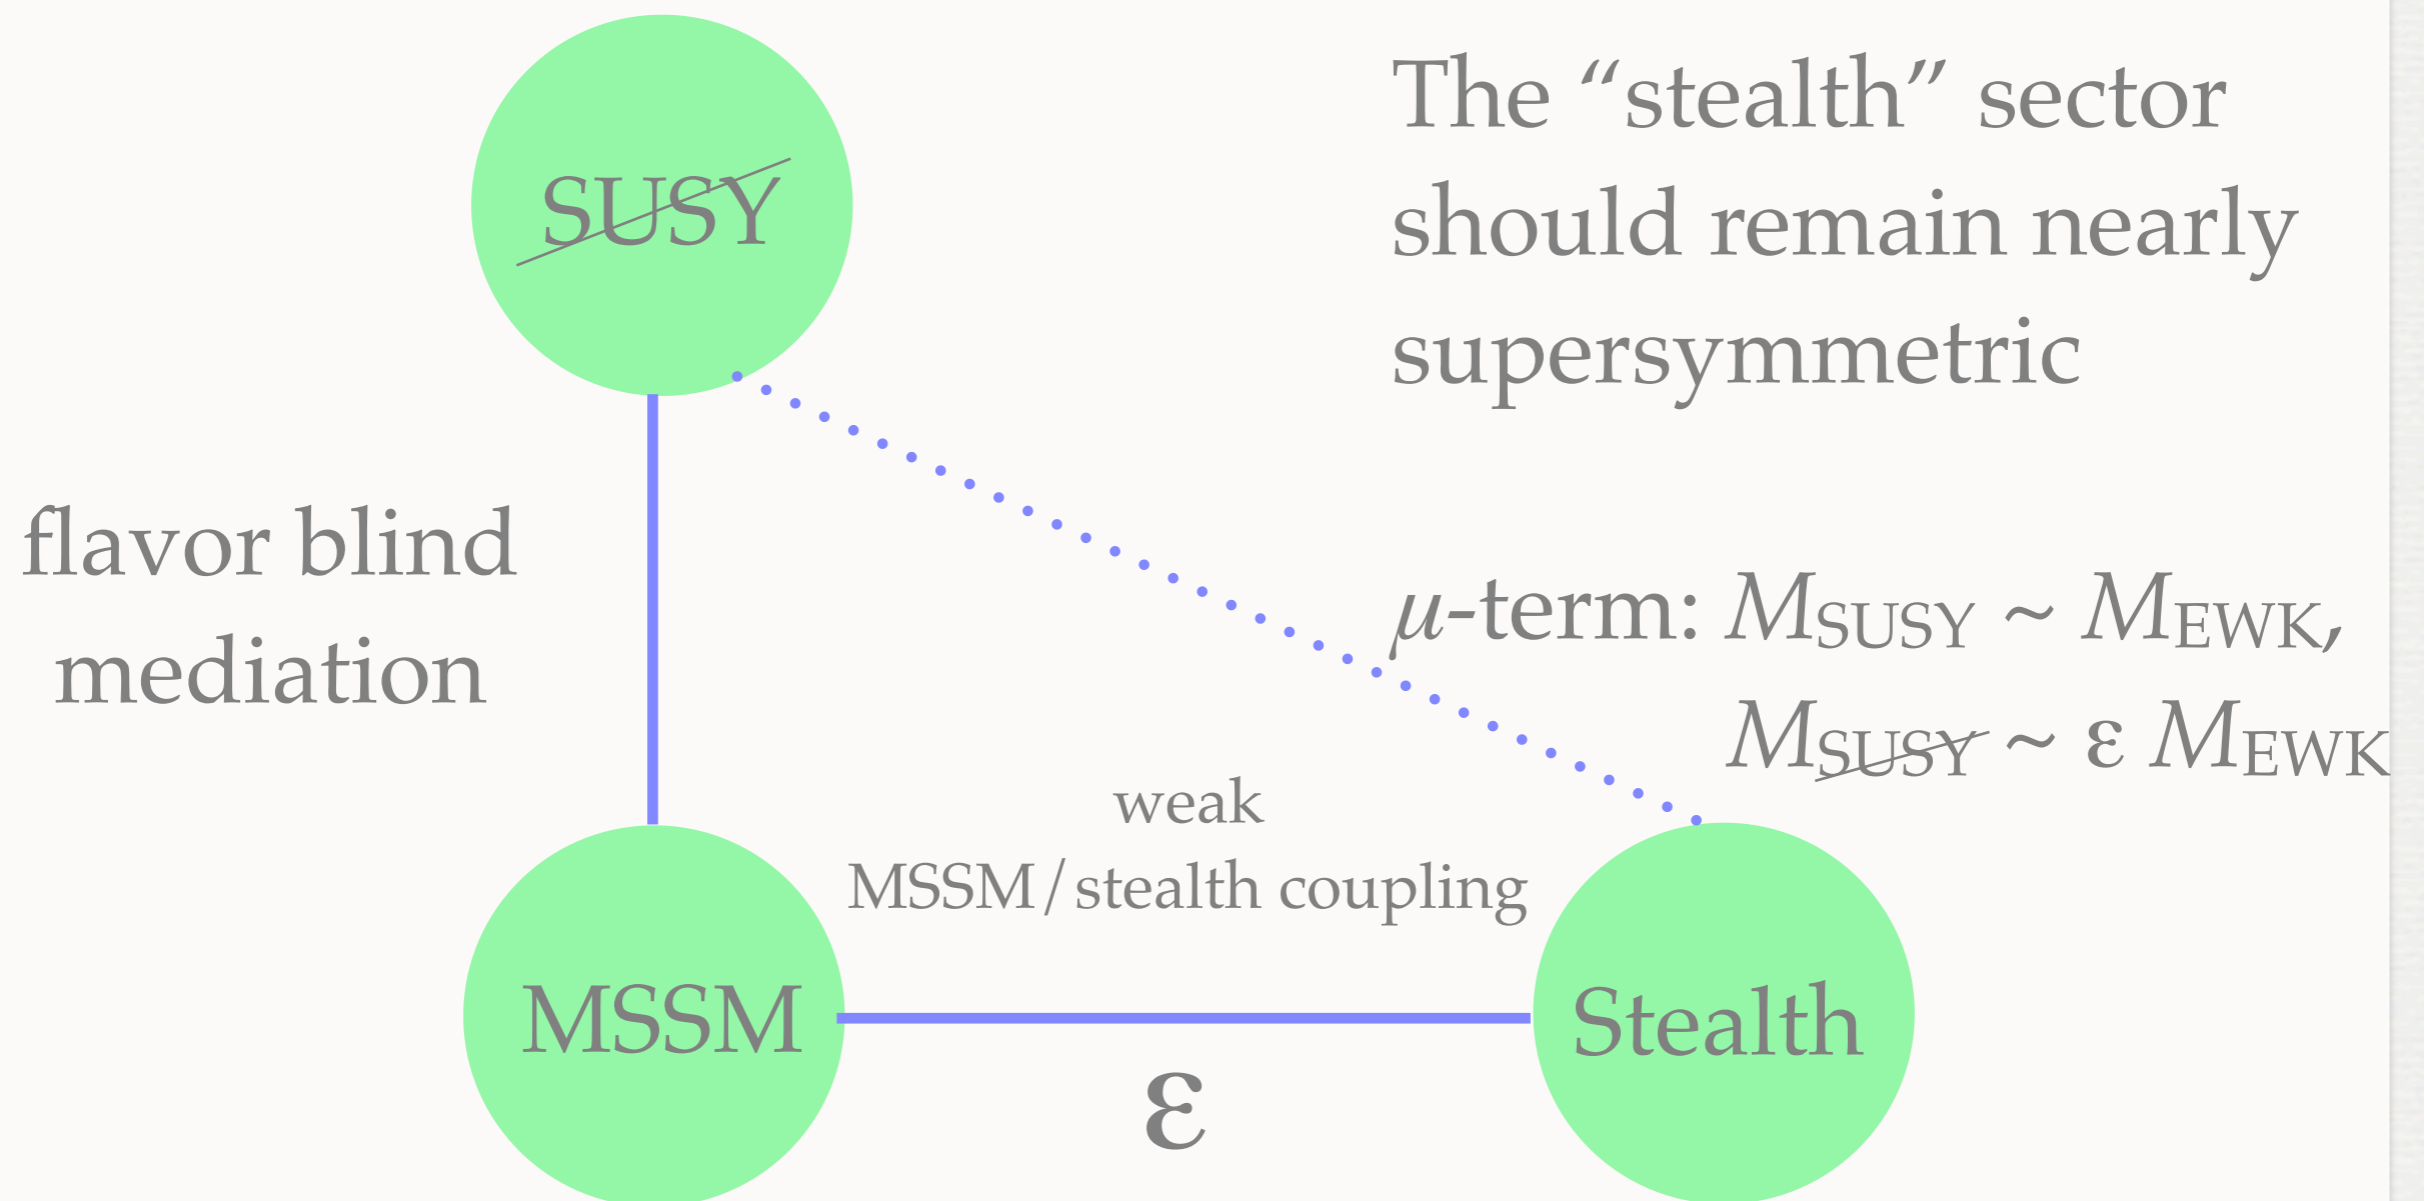 SUSY
The “stealth” sector
should remain nearly
supersymmetric
flavor blind
mediation
μ-term: MSUSY ~ MEWK,
MSUSY ~ ε MEWK
weak
MSSM/stealth coupling
MSSM
Stealth
ε